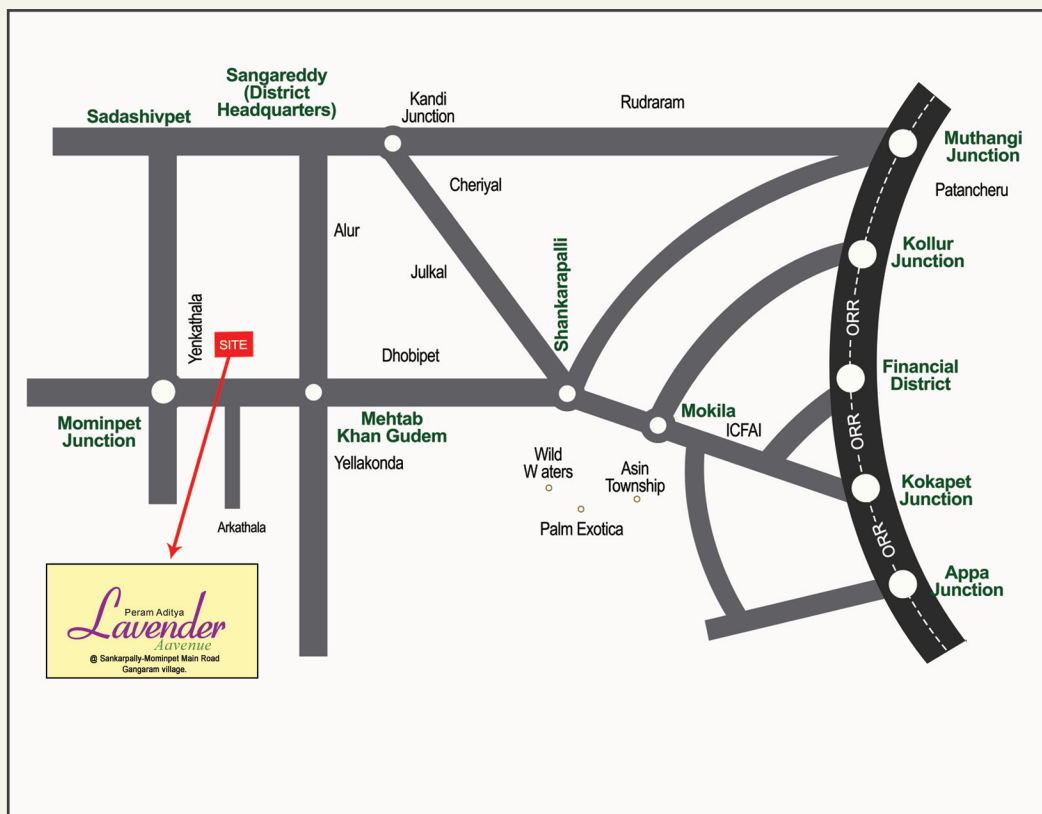 Sadashivpet
Sangareddy
(District
Headquarters)
Kandi
Junction
Rudraram
Muthangi
Junction
Patancheru
Cheriyal
Alur
Julkal
Kollur
Junction
Shankarapalli
Yenkathala
SITE
Dhobipet
ORR
Financial
District
Mominpet
Junction
Mehtab
Khan Gudem
Mokila
ICFAI
ORR
Yellakonda
Wild
W aters
Asin
Township
Kokapet
Junction
Arkathala
Palm Exotica
ORR
Appa
Junction
Peram Aditya
Lavender
Aavenue
@ Sankarpally-Mominpet Main Road
Gangaram village.